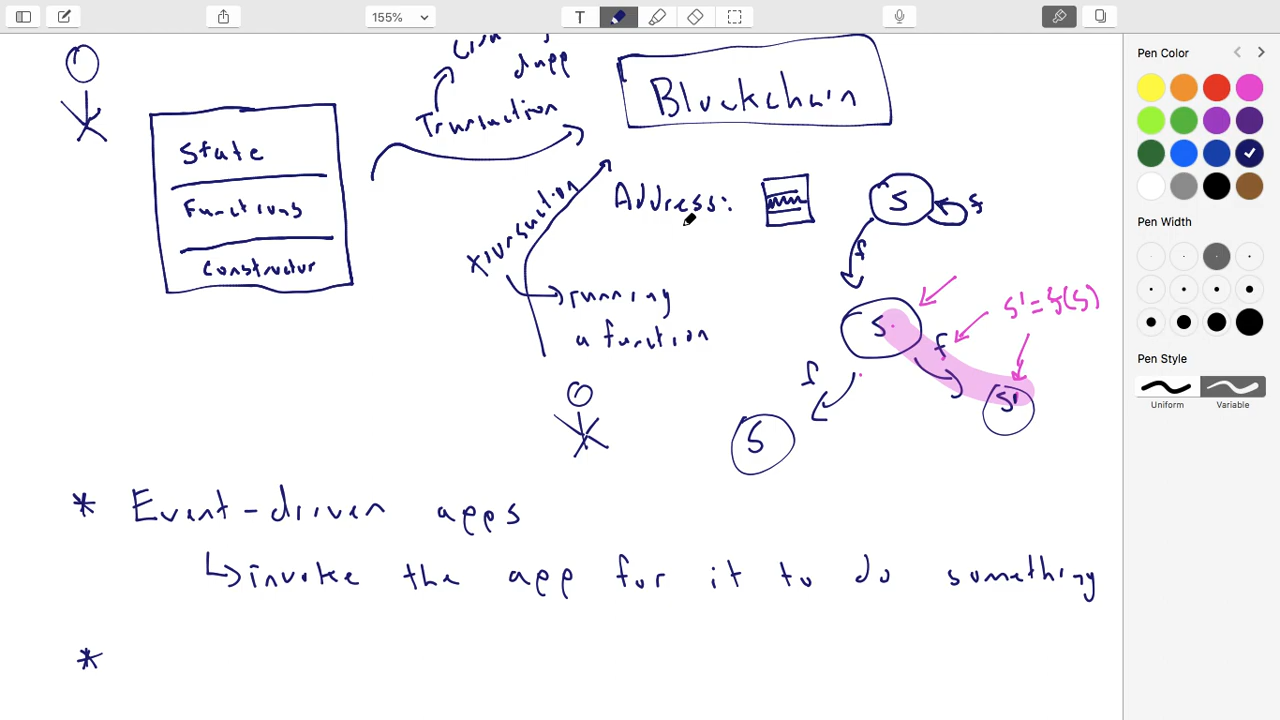 155%
T
Pen Color
Pen Width
Pen Style
Uniform
Variable
dapp
Transaction
Blockchain
State
Functions
Constructor
Address:
running
a function
S
f
f
S
S' = f(S)
f
f
S'
S
* Event-driven apps
↳ invoke the app for it to do something
*